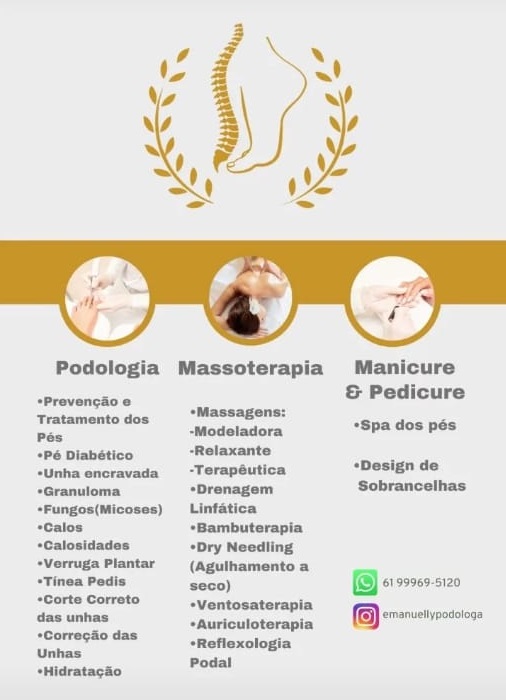 Podologia
•Prevenção e
Tratamento dos
Pés
•Pé Diabético
•Unha encravada
•Granuloma
•Fungos(Micoses)
•Calos
•Calosidades
•Verruga Plantar
•Tínea Pedis
•Corte Correto
das unhas
•Correção das
Unhas
•Hidratação
Massoterapia
•Massagens:
-Modeladora
-Relaxante
-Terapêutica
•Drenagem
Linfática
•Bambuterapia
•Dry Needling
(Agulhamento a
seco)
•Ventosaterapia
•Auriculoterapia
•Reflexologia
Podal
Manicure
& Pedicure
•Spa dos pés
•Design de
Sobrancelhas
61 99969-5120
emanuellypodologa